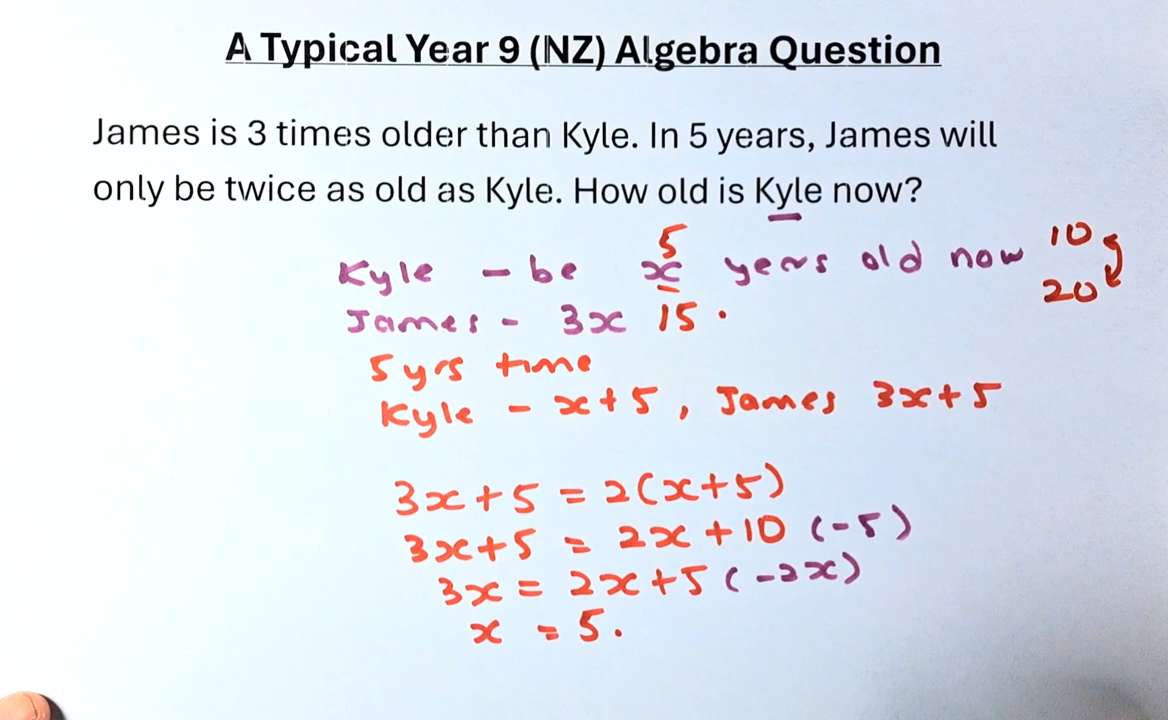 A Typical Year 9 (NZ) Algebra Question
James is 3 times older than Kyle. In 5 years, James will
only be twice as old as Kyle. How old is Kyle now?
5
Kyle - be x years old now 10
20
James - 3x 15.
5 yrs time
Kyle - x+5, James 3x+5
3x+5 = 2(x+5)
3x+5 = 2x+10 (-5)
3x = 2x+5 (-2x)
x = 5.